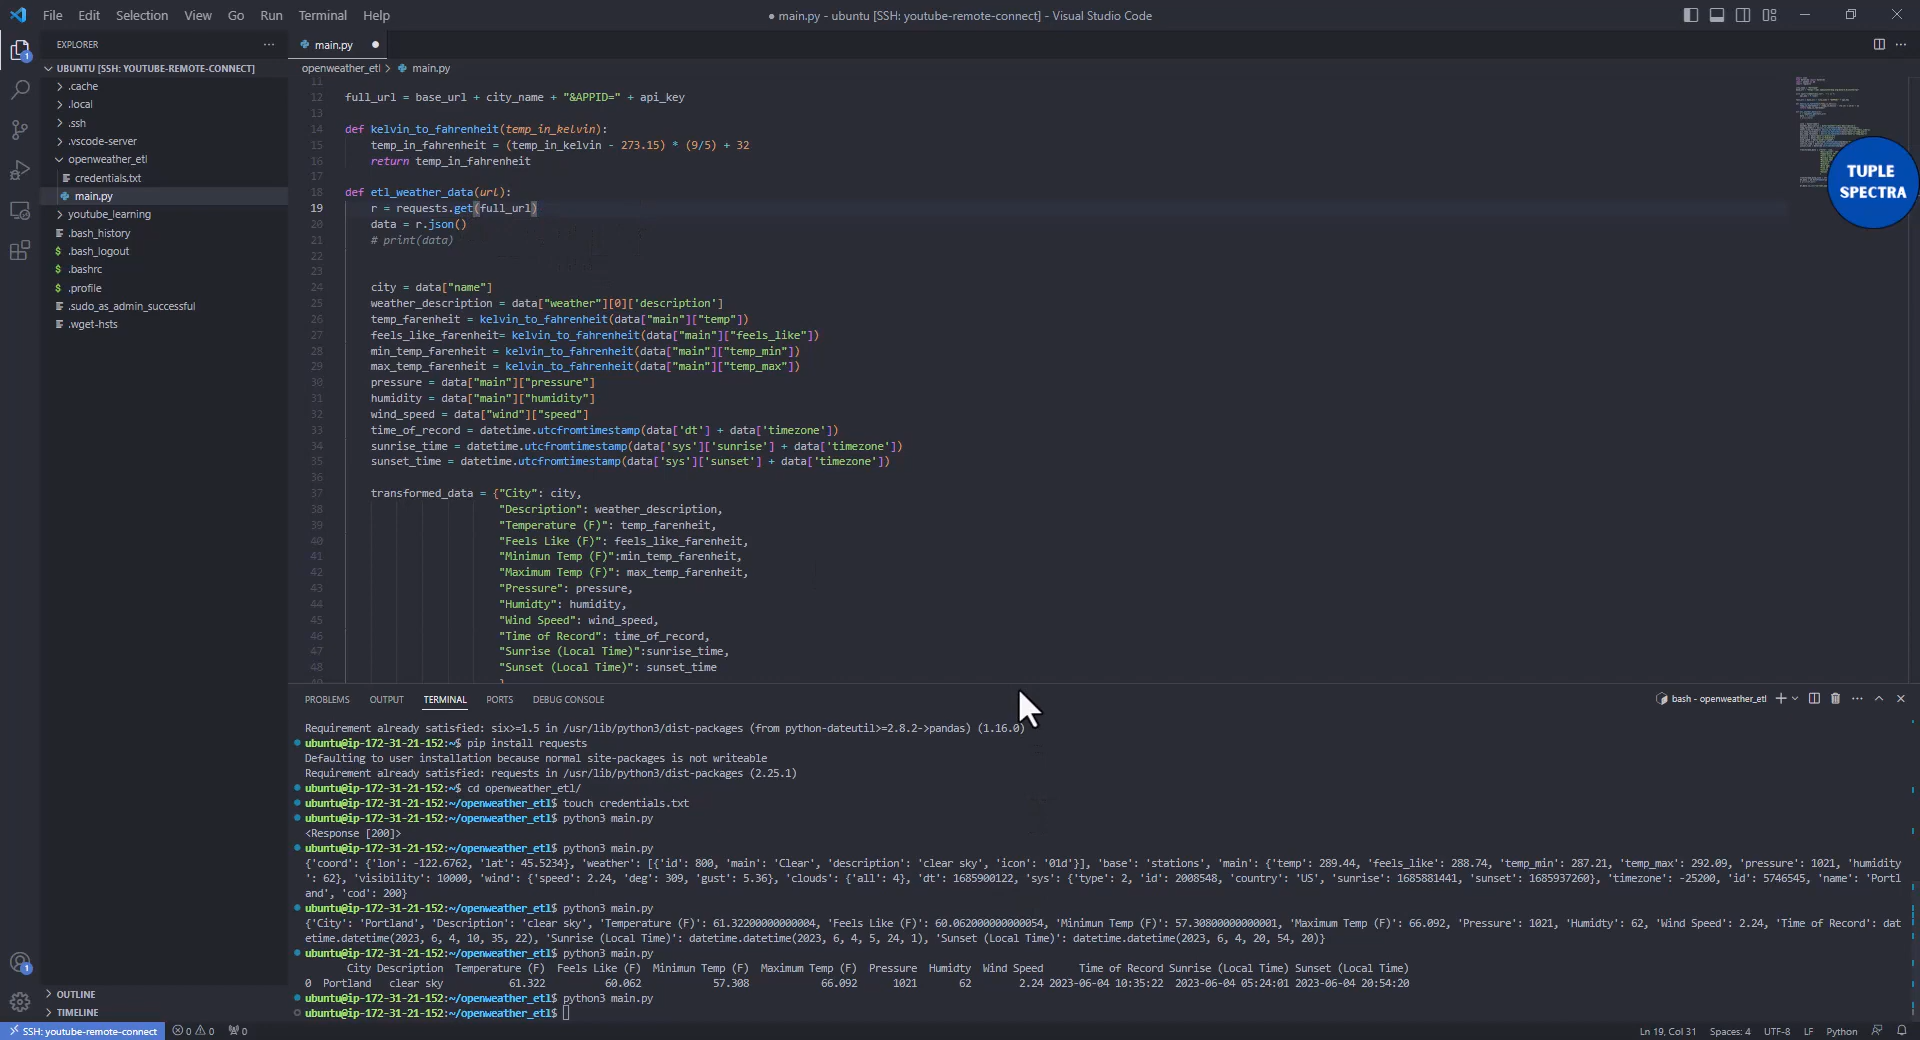 File Edit Selection View Go Run Terminal Help
● main.py - ubuntu [SSH: youtube-remote-connect] - Visual Studio Code
EXPLORER
UBUNTU [SSH: YOUTUBE-REMOTE-CONNECT]
.cache
.local
.ssh
.vscode-server
openweather_etl
credentials.txt
main.py
youtube_learning
.bash_history
.bash_logout
.bashrc
.profile
.sudo_as_admin_successful
.wget-hsts
OUTLINE
TIMELINE
main.py
openweather_etl > main.py
11
12 full_url = base_url + city_name + "&APPID=" + api_key
13
14 def kelvin_to_fahrenheit(temp_in_kelvin):
15 temp_in_fahrenheit = (temp_in_kelvin - 273.15) * (9/5) + 32
16 return temp_in_fahrenheit
17
18 def etl_weather_data(url):
19 r = requests.get(full_url)
20 data = r.json()
21 # print(data)
22
23
24 city = data["name"]
25 weather_description = data["weather"][0]['description']
26 temp_farenheit = kelvin_to_fahrenheit(data["main"]["temp"])
27 feels_like_farenheit= kelvin_to_fahrenheit(data["main"]["feels_like"])
28 min_temp_farenheit = kelvin_to_fahrenheit(data["main"]["temp_min"])
29 max_temp_farenheit = kelvin_to_fahrenheit(data["main"]["temp_max"])
30 pressure = data["main"]["pressure"]
31 humidity = data["main"]["humidity"]
32 wind_speed = data["wind"]["speed"]
33 time_of_record = datetime.utcfromtimestamp(data['dt'] + data['timezone'])
34 sunrise_time = datetime.utcfromtimestamp(data['sys']['sunrise'] + data['timezone'])
35 sunset_time = datetime.utcfromtimestamp(data['sys']['sunset'] + data['timezone'])
36
37 transformed_data = {"City": city,
38 "Description": weather_description,
39 "Temperature (F)": temp_farenheit,
40 "Feels Like (F)": feels_like_farenheit,
41 "Minimun Temp (F)":min_temp_farenheit,
42 "Maximum Temp (F)": max_temp_farenheit,
43 "Pressure": pressure,
44 "Humidty": humidity,
45 "Wind Speed": wind_speed,
46 "Time of Record": time_of_record,
47 "Sunrise (Local Time)":sunrise_time,
48 "Sunset (Local Time)": sunset_time
TUPLE
SPECTRA
PROBLEMS OUTPUT TERMINAL PORTS DEBUG CONSOLE
bash - openweather_etl
Requirement already satisfied: six>=1.5 in /usr/lib/python3/dist-packages (from python-dateutil>=2.8.2->pandas) (1.16.0)
ubuntu@ip-172-31-21-152:~$ pip install requests
Defaulting to user installation because normal site-packages is not writeable
Requirement already satisfied: requests in /usr/lib/python3/dist-packages (2.25.1)
ubuntu@ip-172-31-21-152:~$ cd openweather_etl/
ubuntu@ip-172-31-21-152:~/openweather_etl$ touch credentials.txt
ubuntu@ip-172-31-21-152:~/openweather_etl$ python3 main.py
<Response [200]>
ubuntu@ip-172-31-21-152:~/openweather_etl$ python3 main.py
{'coord': {'lon': -122.6762, 'lat': 45.5234}, 'weather': [{'id': 800, 'main': 'Clear', 'description': 'clear sky', 'icon': '01d'}], 'base': 'stations', 'main': {'temp': 289.44, 'feels_like': 288.74, 'temp_min': 287.21, 'temp_max': 292.09, 'pressure': 1021, 'humidity
': 62}, 'visibility': 10000, 'wind': {'speed': 2.24, 'deg': 309, 'gust': 5.36}, 'clouds': {'all': 4}, 'dt': 1685900122, 'sys': {'type': 2, 'id': 2008548, 'country': 'US', 'sunrise': 1685881441, 'sunset': 1685937260}, 'timezone': -25200, 'id': 5746545, 'name': 'Portl
and', 'cod': 200}
ubuntu@ip-172-31-21-152:~/openweather_etl$ python3 main.py
{'City': 'Portland', 'Description': 'clear sky', 'Temperature (F)': 61.32200000000004, 'Feels Like (F)': 60.062000000000054, 'Minimun Temp (F)': 57.30800000000001, 'Maximum Temp (F)': 66.092, 'Pressure': 1021, 'Humidty': 62, 'Wind Speed': 2.24, 'Time of Record': dat
etime.datetime(2023, 6, 4, 10, 35, 22), 'Sunrise (Local Time)': datetime.datetime(2023, 6, 4, 5, 24, 1), 'Sunset (Local Time)': datetime.datetime(2023, 6, 4, 20, 54, 20)}
ubuntu@ip-172-31-21-152:~/openweather_etl$ python3 main.py
City Description Temperature (F) Feels Like (F) Minimun Temp (F) Maximum Temp (F) Pressure Humidty Wind Speed Time of Record Sunrise (Local Time) Sunset (Local Time)
0 Portland clear sky 61.322 60.062 57.308 66.092 1021 62 2.24 2023-06-04 10:35:22 2023-06-04 05:24:01 2023-06-04 20:54:20
ubuntu@ip-172-31-21-152:~/openweather_etl$ python3 main.py
ubuntu@ip-172-31-21-152:~/openweather_etl$
SSH: youtube-remote-connect 0 0 0 Ln 19, Col 31 Spaces: 4 UTF-8 LF Python